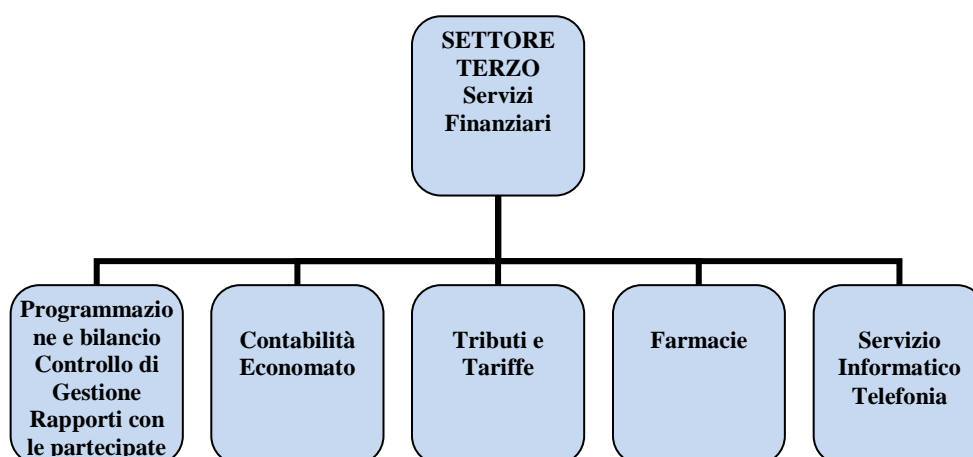 SETTORE
TERZO
Servizi
Finanziari
Programmazio
ne e bilancio
Controllo di
Gestione
Rapporti con
le partecipate
Contabilità
Economato
Tributi e
Tariffe
Farmacie
Servizio
Informatico
Telefonia